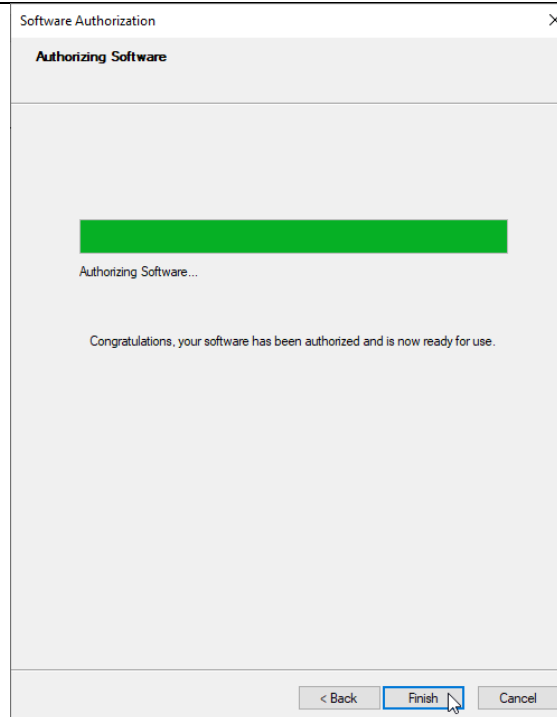 Software Authorization
Authorizing Software
Authorizing Software...
Congratulations, your software has been authorized and is now ready for use.
< Back Finish Cancel